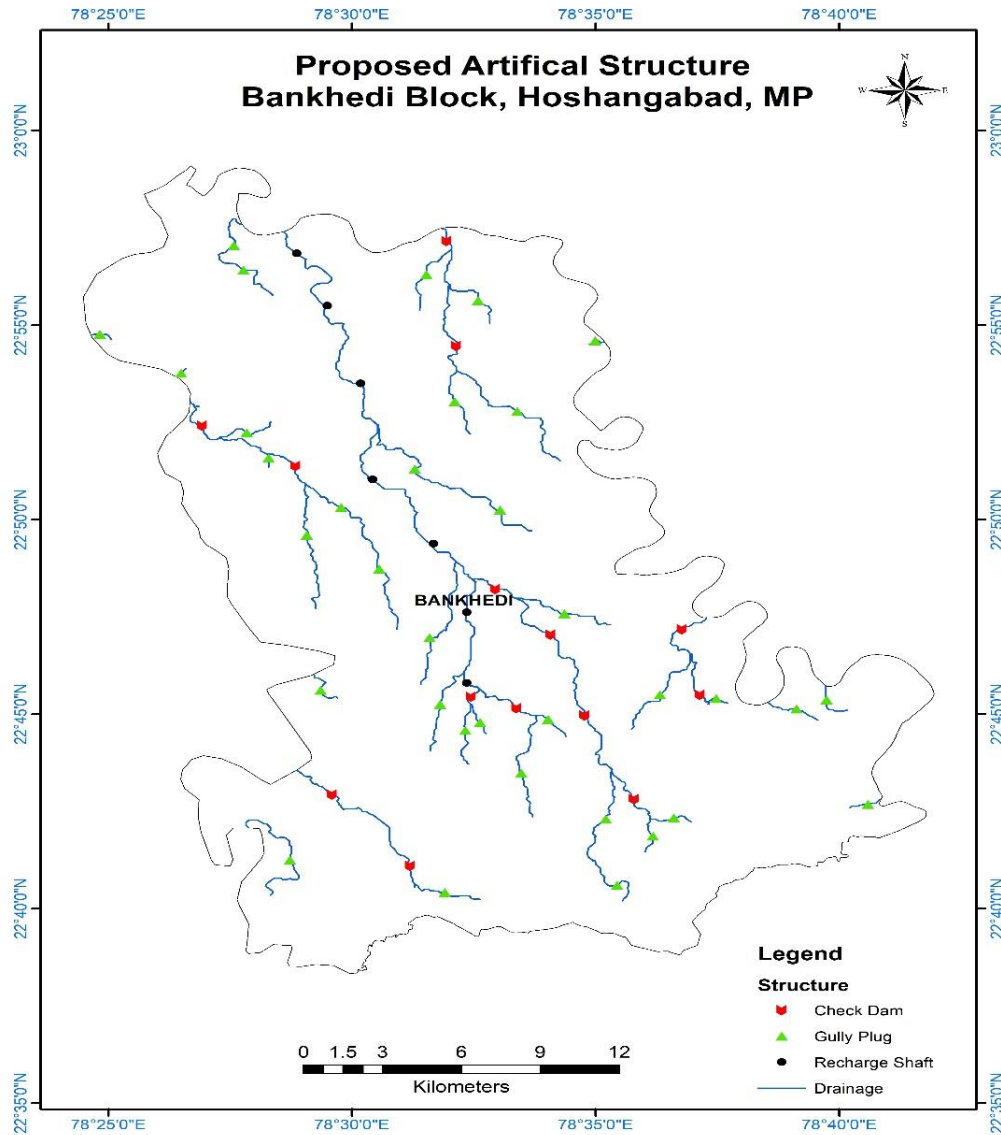 78°25'0"E 78°30'0"E 78°35'0"E 78°40'0"E
Proposed Artifical Structure
Bankhedi Block, Hoshangabad, MP
N
W E
S
23°0'0"N 23°0'0"N
22°55'0"N 22°55'0"N
22°50'0"N 22°50'0"N
BANKHEDI
22°45'0"N 22°45'0"N
22°40'0"N 22°40'0"N
Legend
Structure
Check Dam
Gully Plug
Recharge Shaft
Drainage
0 1.5 3 6 9 12
Kilometers
22°35'0"N 22°35'0"N
78°25'0"E 78°30'0"E 78°35'0"E 78°40'0"E